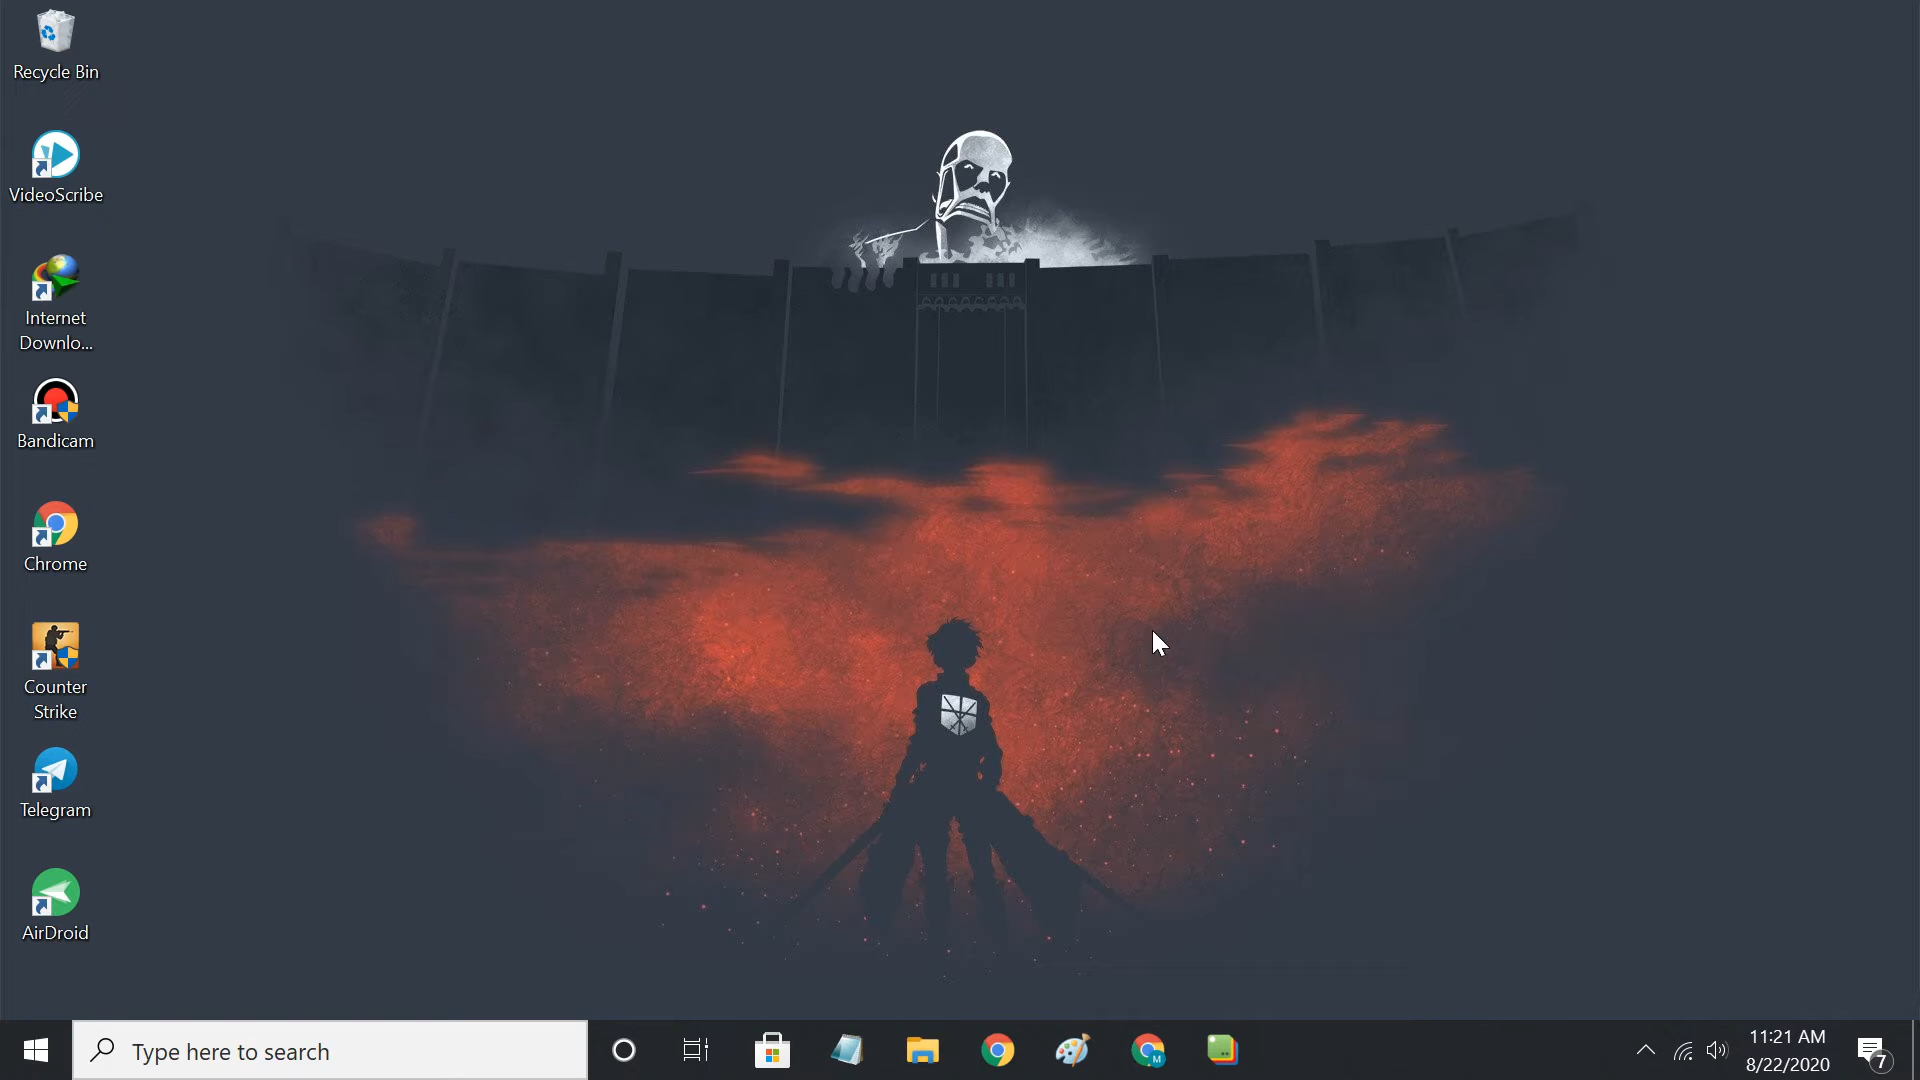 Recycle Bin
VideoScribe
Internet
Downlo...
Bandicam
Chrome
Counter
Strike
Telegram
AirDroid
Type here to search
M
11:21 AM
8/22/2020
7